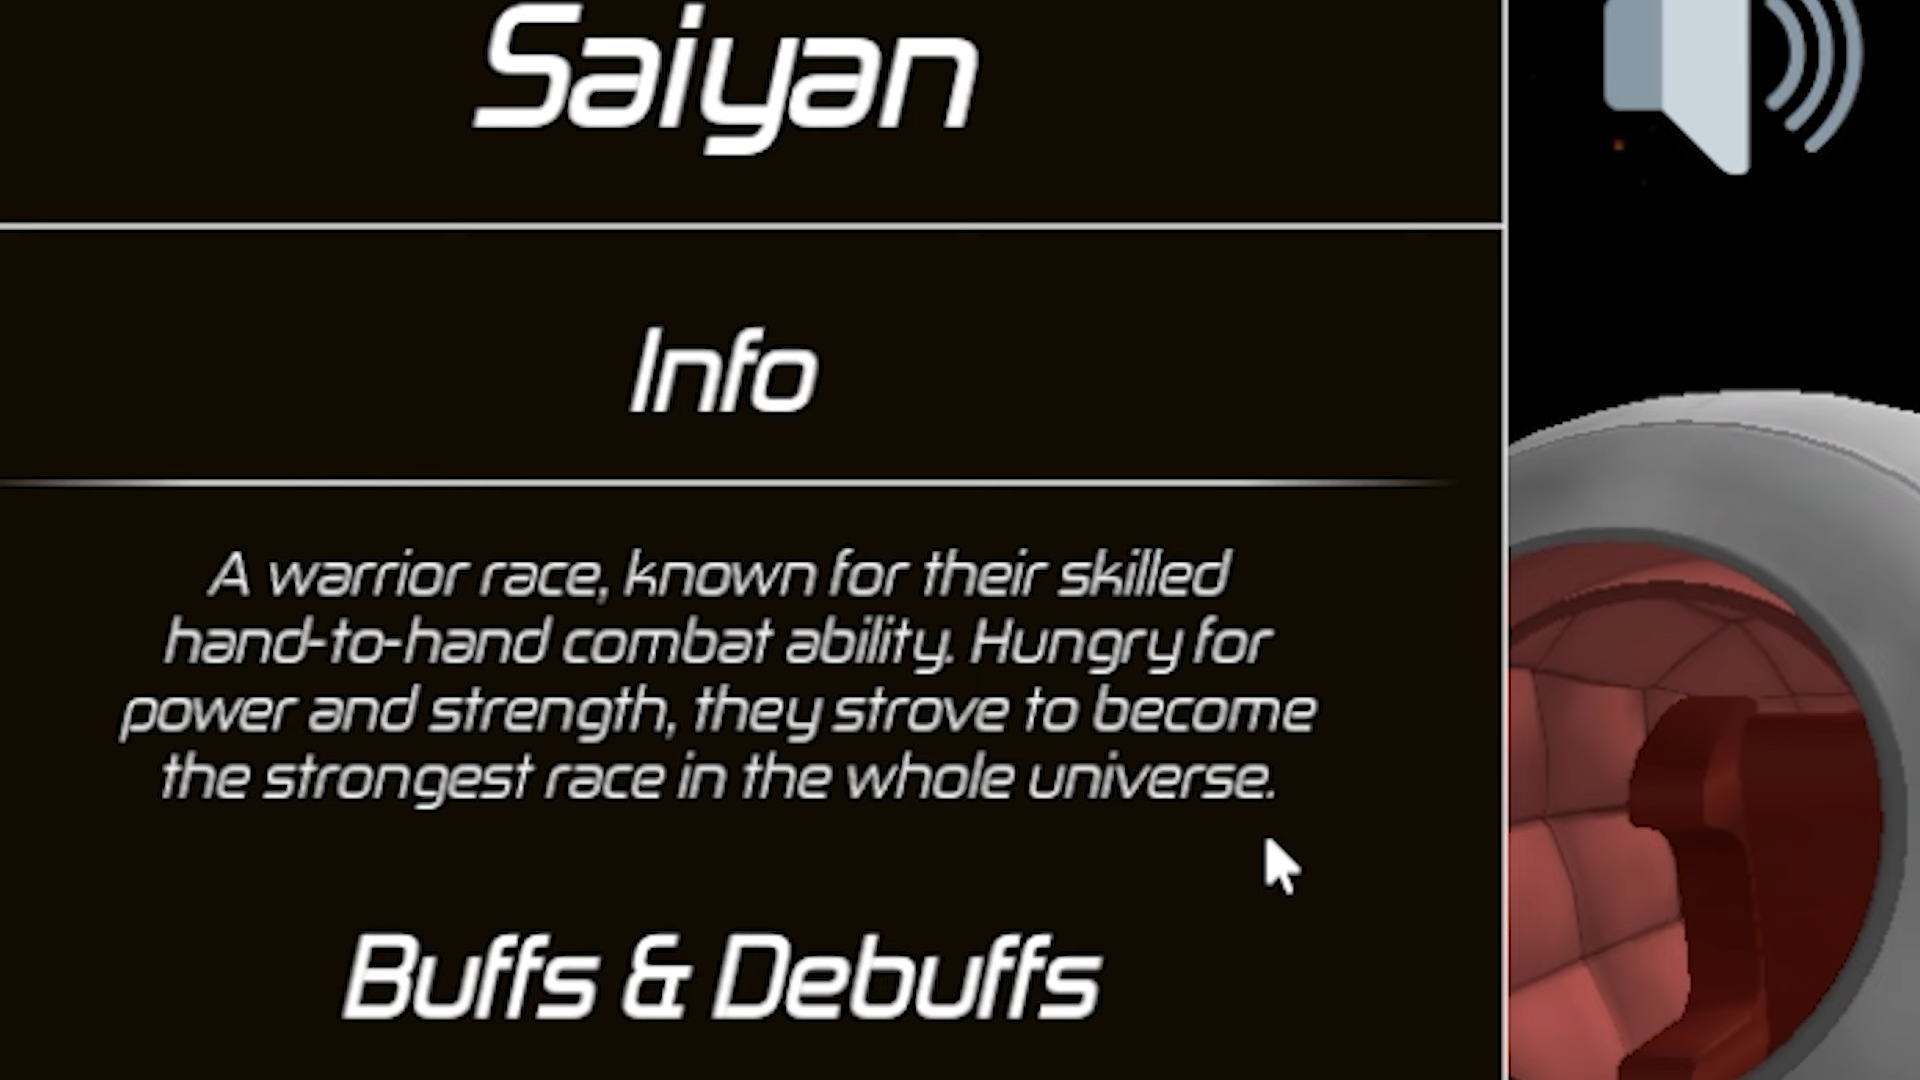 Saiyan
Info
A warrior race, known for their skilled
hand-to-hand combat ability. Hungry for
power and strength, they strove to become
the strongest race in the whole universe.
Buffs & Debuffs